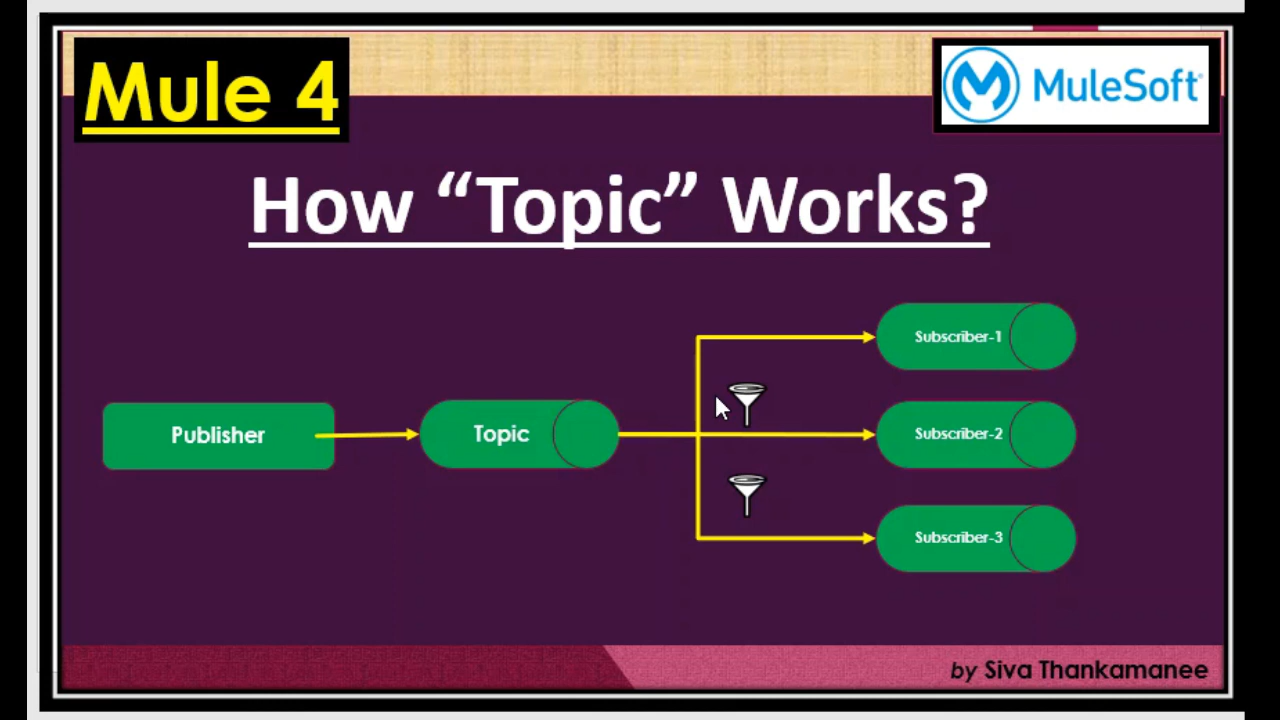 Mule 4
MuleSoft
How “Topic” Works?
Subscriber-1
Publisher
Topic
Subscriber-2
Subscriber-3
by Siva Thankamanee